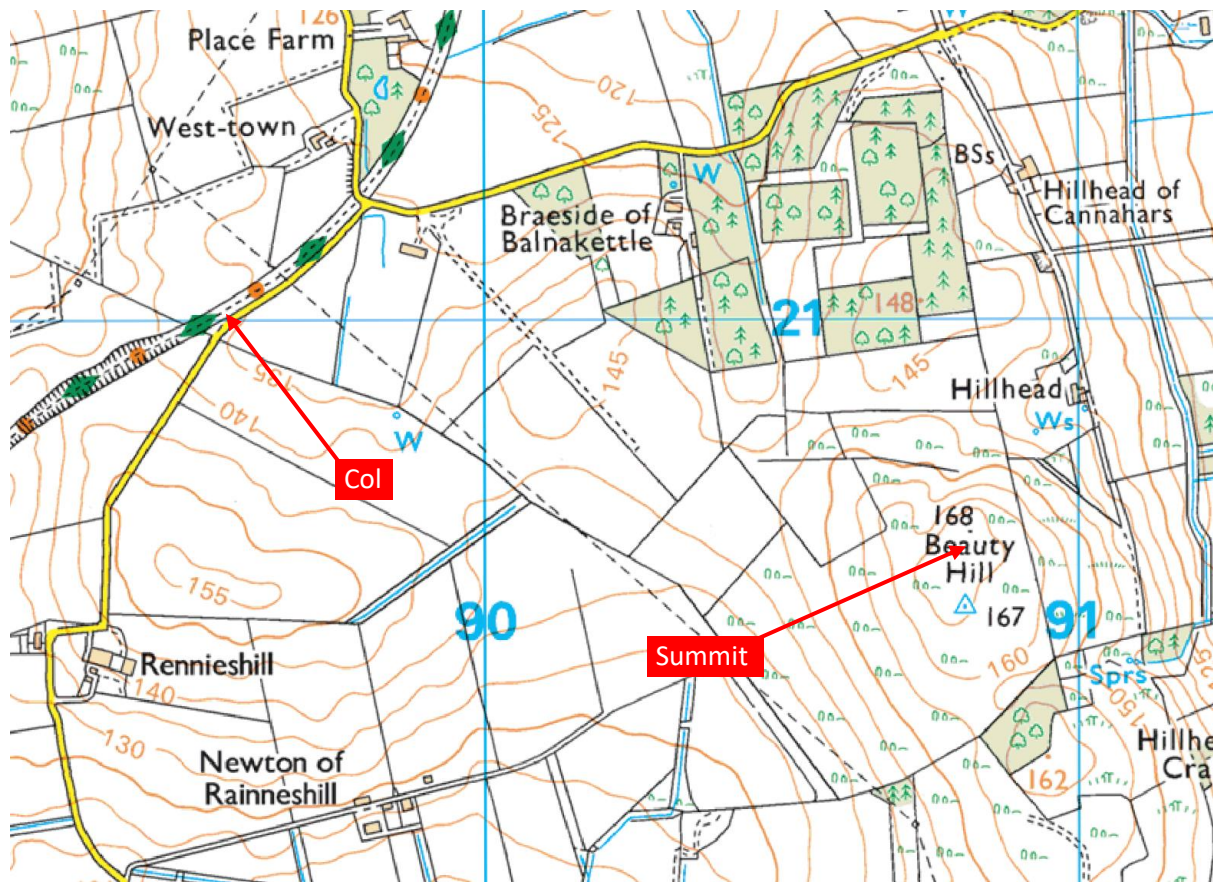 126
Place Farm
West-town
120
125
W
BSs
Hillhead of
Cannahars
Braeside of
Balnakettle
W
21
148
145
145
Hillhead
Ws
135
140
W
Col
168
Beauty
Hill
167
155
90
91
Summit
160
Rennieshill
140
Sprs
150
125
130
Newton of
Rainneshill
162
Hillhe
Cra